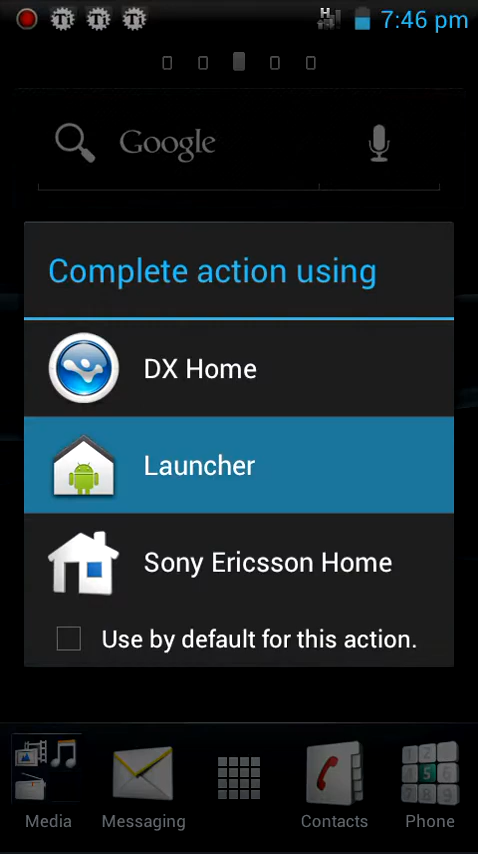 7:46 pm
Google
Complete action using
DX Home
Launcher
Sony Ericsson Home
Use by default for this action.
Media
Messaging
Contacts
Phone